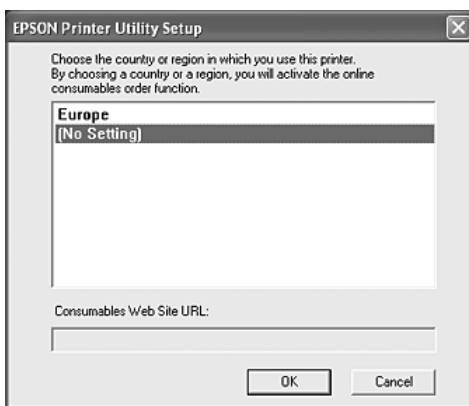 EPSON Printer Utility Setup
Choose the country or region in which you use this printer.
By choosing a country or a region, you will activate the online
consumables order function.
Europe
(No Setting)
Consumables Web Site URL:
OK
Cancel